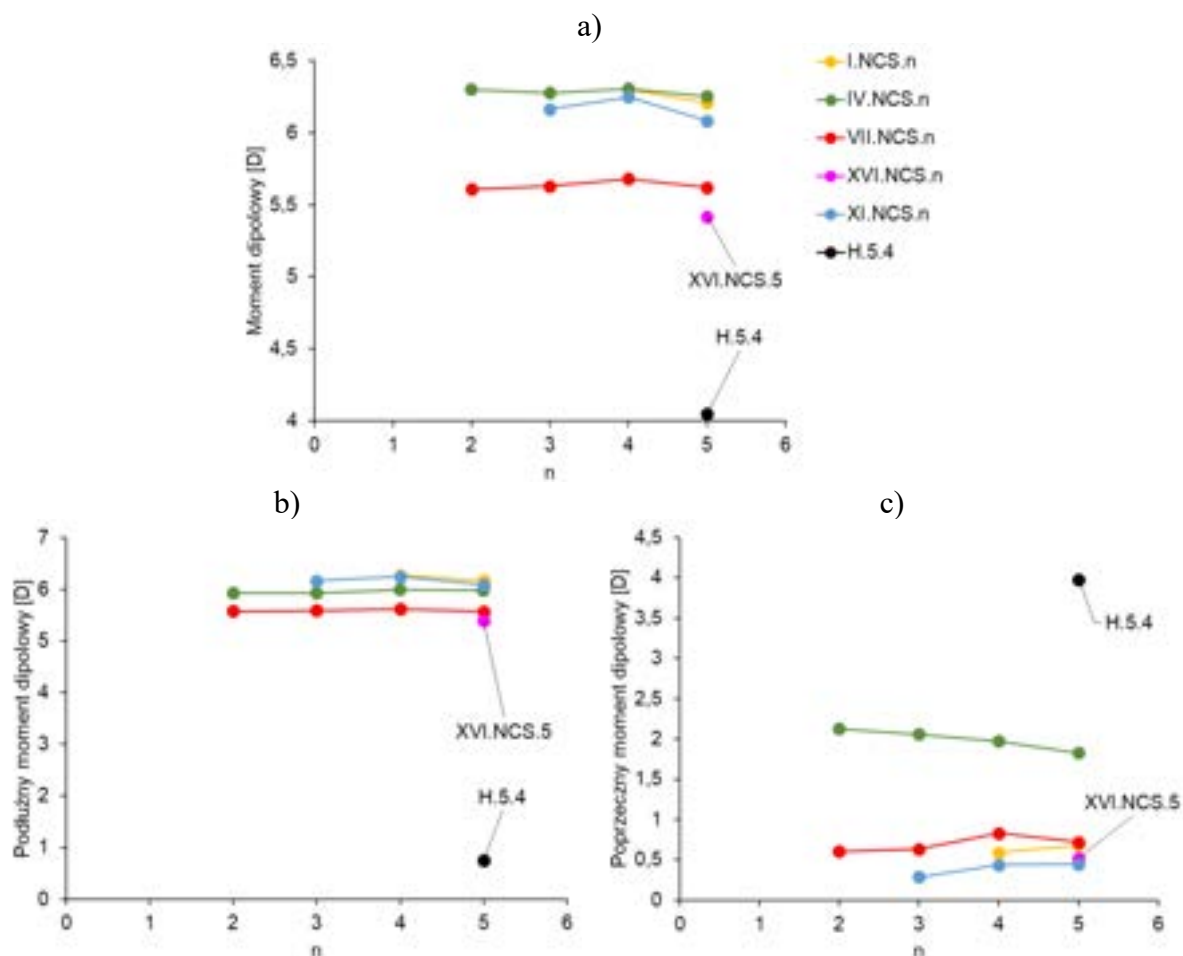 a)
Moment dipolowy [D]
6,5
6
5,5
5
4,5
4
0 1 2 3 4 5 6
n
XVI.NCS.5
H.5.4
I.NCS.n
IV.NCS.n
VII.NCS.n
XVI.NCS.n
XI.NCS.n
H.5.4
b)
Podłużny moment dipolowy [D]
7
6
5
4
3
2
1
0
0 1 2 3 4 5 6
n
XVI.NCS.5
H.5.4
c)
Poprzeczny moment dipolowy [D]
4,5
4
3,5
3
2,5
2
1,5
1
0,5
0
0 1 2 3 4 5 6
n
H.5.4
XVI.NCS.5